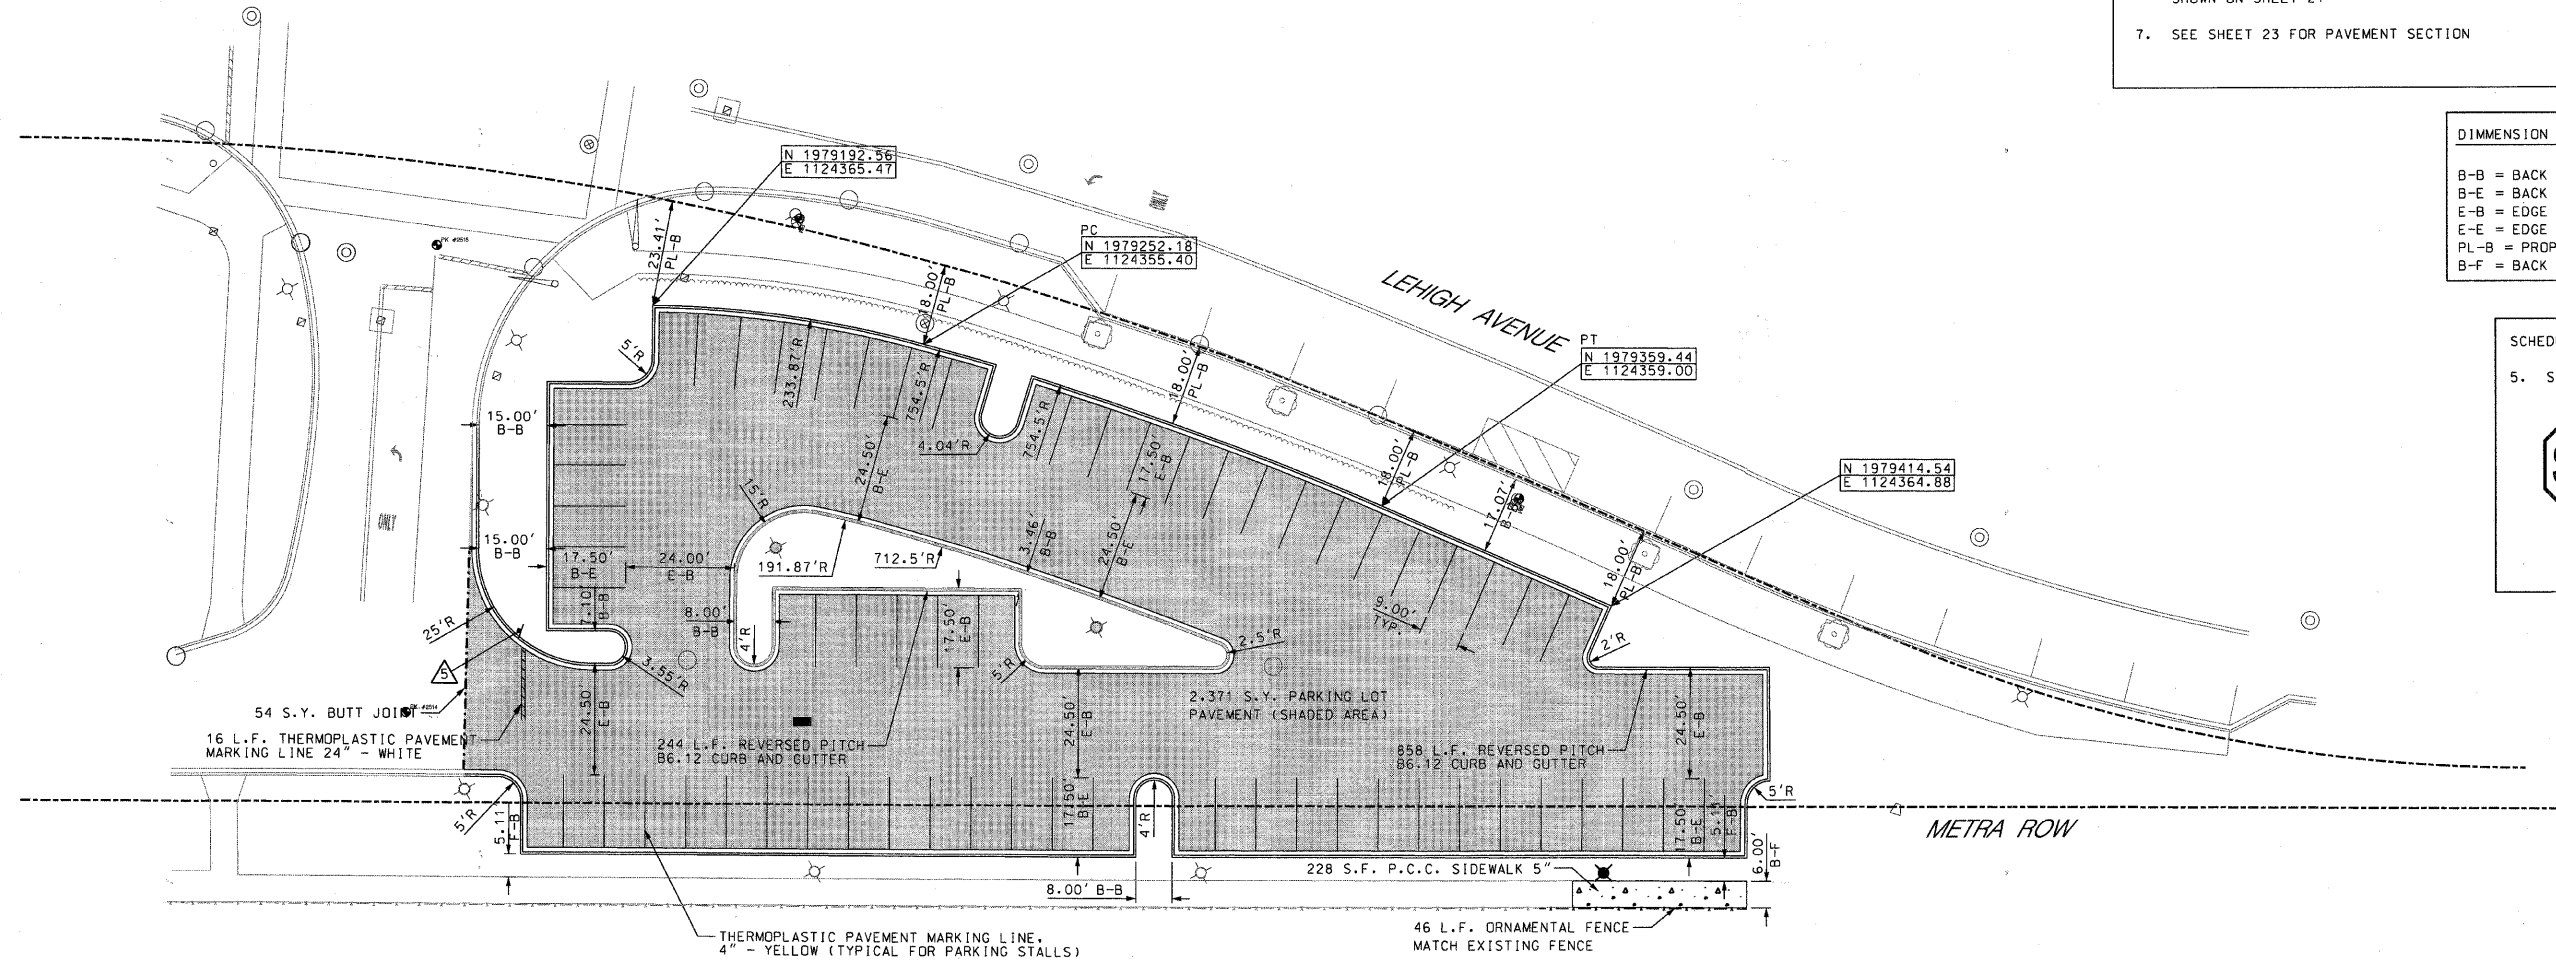 SHOWN ON SHEET 21
7. SEE SHEET 23 FOR PAVEMENT SECTION
DIMMENSION
B-B = BACK
B-E = BACK
E-B = EDGE
E-E = EDGE
PL-B = PROP
B-F = BACK
SCHED
5. S
N 1979192.56
E 1124365.47
PK #2515
PC
N 1979252.18
E 1124355.40
LEHIGH AVENUE
PT
N 1979359.44
E 1124359.00
N 1979414.54
E 1124364.88
23.41'
PL-B
18.00'
PL-B
18.00'
PL-B
18.00'
PL-B
17.07'
18.00'
PL-B
5'R
233.87'R
754.5'R
4.04'R
754.5'R
15.00'
B-B
24.50'
B-E
17.50'
E-B
15'R
ONLY
15.00'
B-B
17.50'
B-E
24.00'
E-B
191.87'R
712.5'R
3.46'
B-B
24.50'
B-E
7.10'
B-B
8.00'
B-B
4'R
17.50'
E-B
9.00'
TYP.
25'R
5
3.55'R
5'R
2.5'R
2'R
54 S.Y. BUTT JOINT
PK #2514
24.50'
E-B
2.371 S.Y. PARKING LOT
PAVEMENT (SHADED AREA)
24.50'
E-B
24.50'
E-B
16 L.F. THERMOPLASTIC PAVEMENT
MARKING LINE 24" - WHITE
244 L.F. REVERSED PITCH
B6.12 CURB AND GUTTER
858 L.F. REVERSED PITCH
B6.12 CURB AND GUTTER
5'R
5.11'
F-B
17.50'
B-E
4'R
17.50'
B-E
5.11'
F-B
5'R
METRA ROW
6.00'
B-F
228 S.F. P.C.C. SIDEWALK 5"
8.00' B-B
46 L.F. ORNAMENTAL FENCE
MATCH EXISTING FENCE
THERMOPLASTIC PAVEMENT MARKING LINE,
4" - YELLOW (TYPICAL FOR PARKING STALLS)